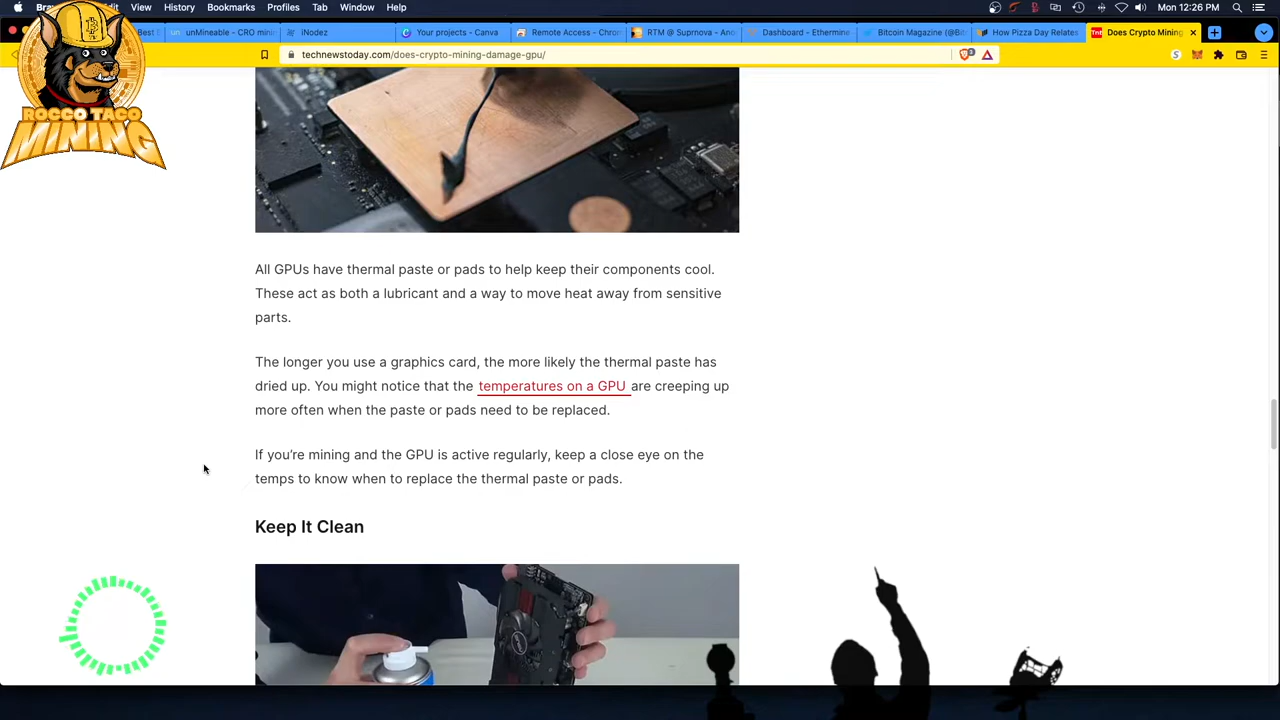 Brav
dit
View
History
Bookmarks
Profiles
Tab
Window
Help
Mon 12:26 PM
Best
unMineable - CRO minin
iNodez
Your projects - Canva
Remote Access - Chron
RTM @ Suprnova - Ano
Dashboard - Ethermine
Bitcoin Magazine (@Bit
How Pizza Day Relates
Tnt
Does Crypto Mining
technewstoday.com/does-crypto-mining-damage-gpu/
ROCCO TACO
MINING
All GPUs have thermal paste or pads to help keep their components cool.
These act as both a lubricant and a way to move heat away from sensitive
parts.
The longer you use a graphics card, the more likely the thermal paste has
dried up. You might notice that the temperatures on a GPU are creeping up
more often when the paste or pads need to be replaced.
If you're mining and the GPU is active regularly, keep a close eye on the
temps to know when to replace the thermal paste or pads.
Keep It Clean